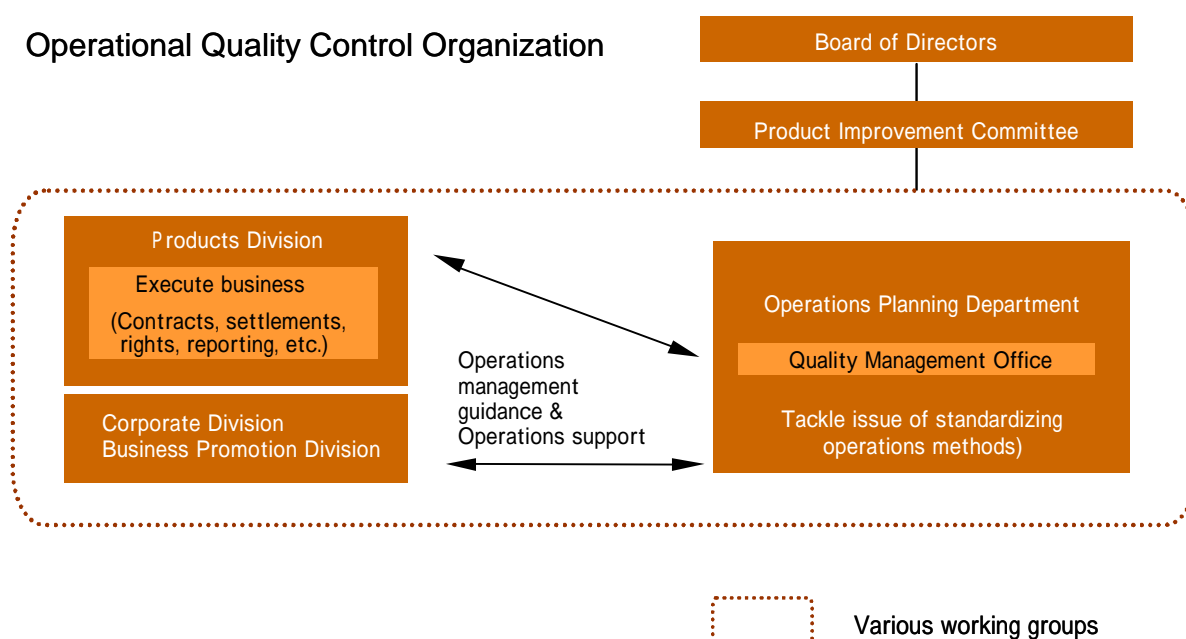 Operational Quality Control Organization
Board of Directors
Product Improvement Committee
Products Division
Execute business
(Contracts, settlements,
rights, reporting, etc.)
Corporate Division
Business Promotion Division
Operations
management
guidance &
Operations support
Operations Planning Department
Quality Management Office
Tackle issue of standardizing
operations methods)
Various working groups